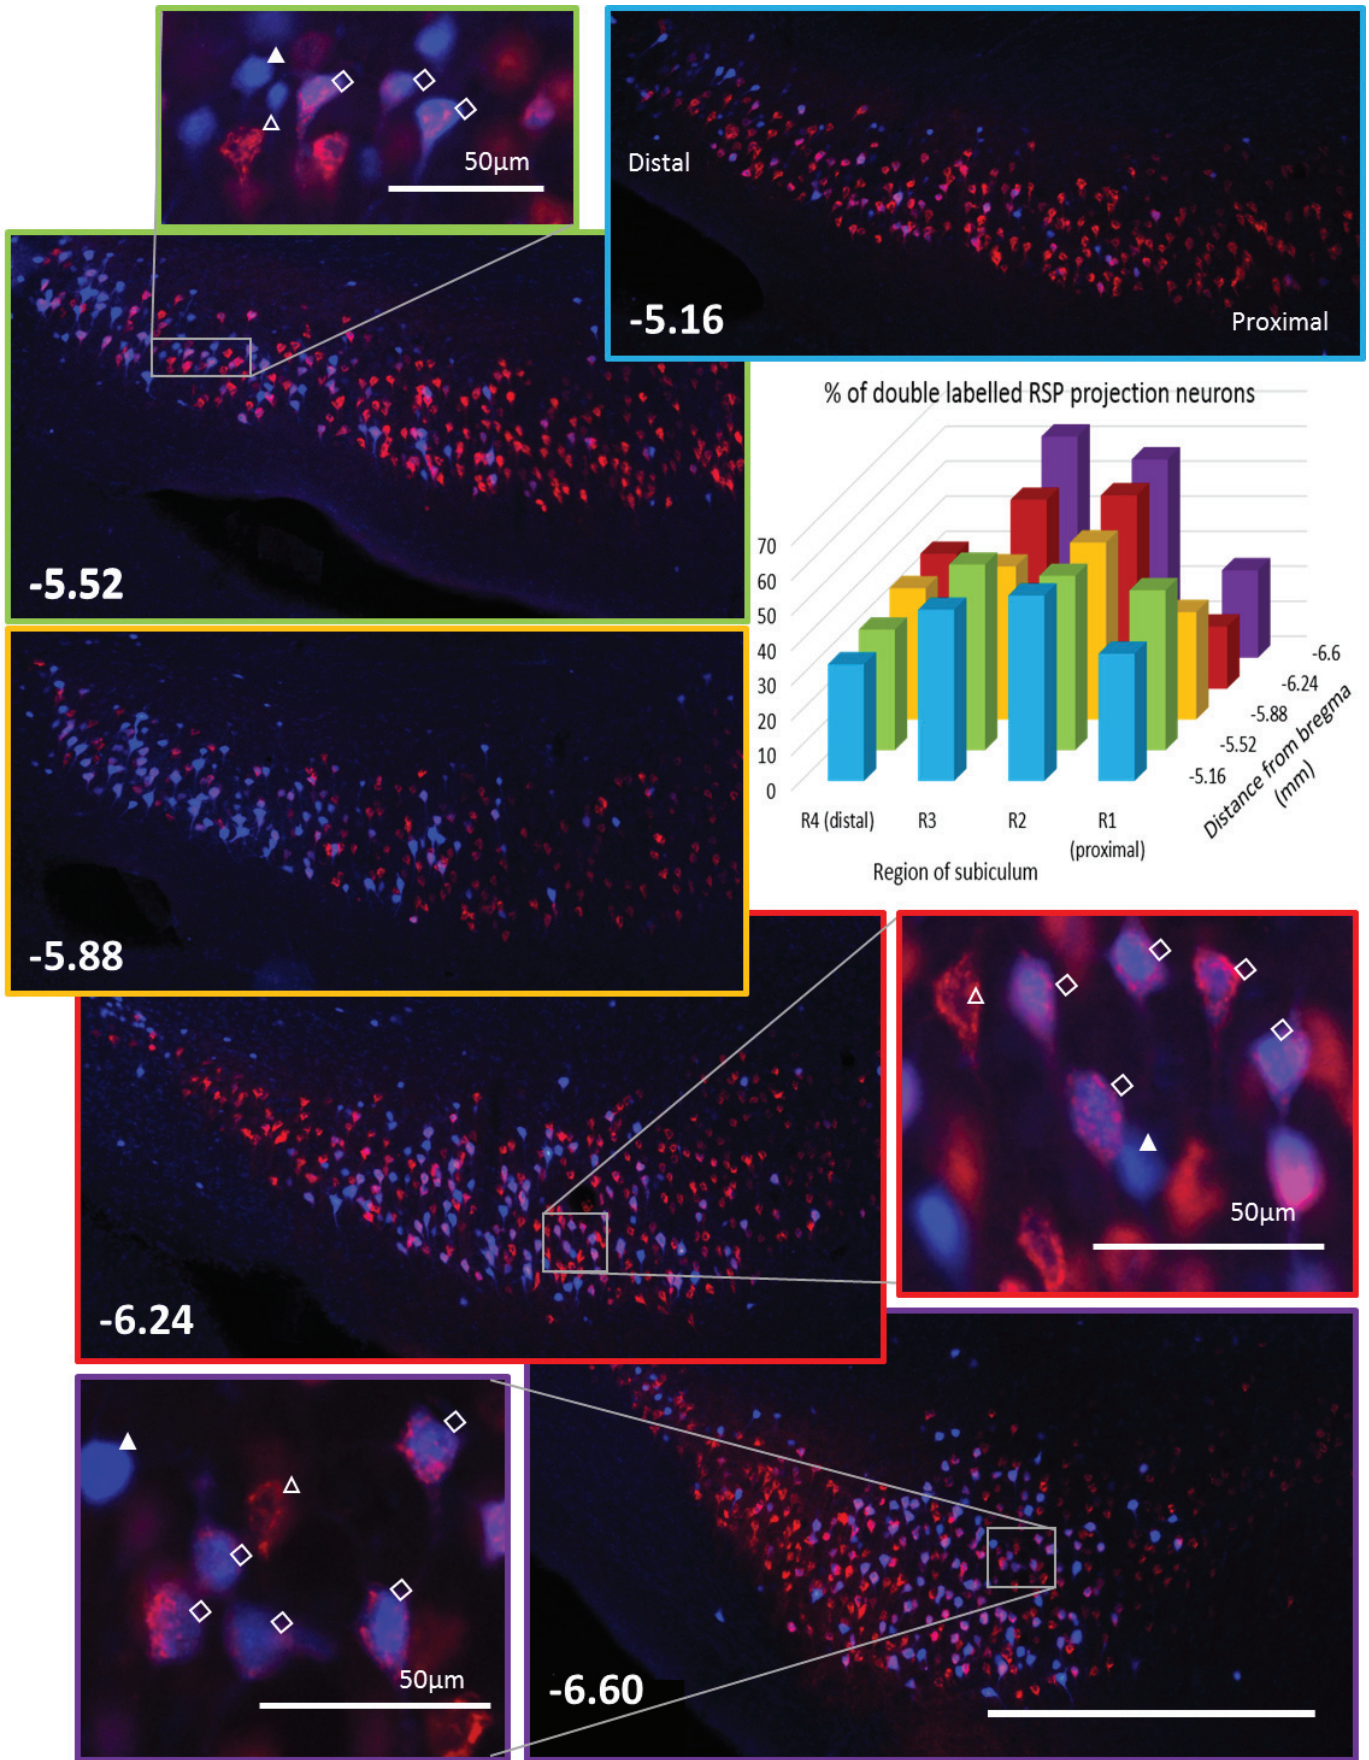 50µm
Distal
-5.16
Proximal
-5.52
% of double labelled RSP projection neurons
70
60
50
40
30
20
10
0
-6.6
-6.24
-5.88
-5.52
-5.16
Distance from bregma
(mm)
R4 (distal)
R3
R2
R1
(proximal)
Region of subiculum
-5.88
50µm
-6.24
50µm
-6.60